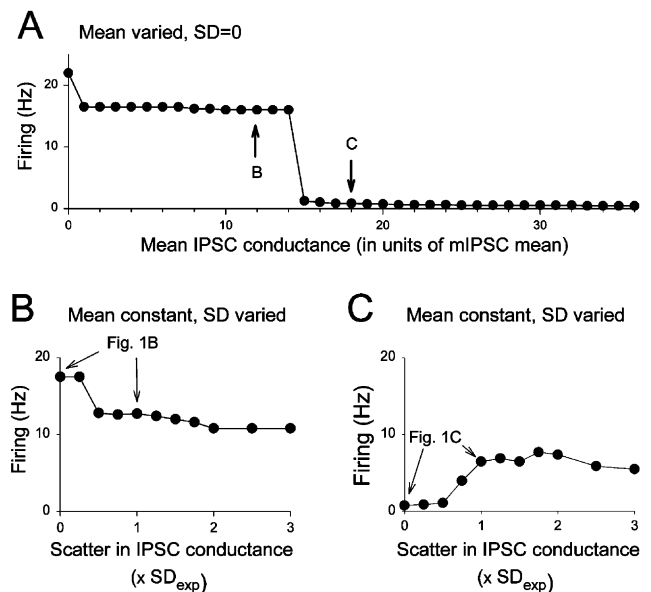 A
Mean varied, SD=0
20
10
0
Firing (Hz)
B
C
0 10 20 30
Mean IPSC conductance (in units of mIPSC mean)
B
Mean constant, SD varied
Fig. 1B
20
10
0
Firing (Hz)
0 1 2 3
Scatter in IPSC conductance
(x SDexp)
C
Mean constant, SD varied
20
10
0
Firing (Hz)
Fig. 1C
0 1 2 3
Scatter in IPSC conductance
(x SDexp)